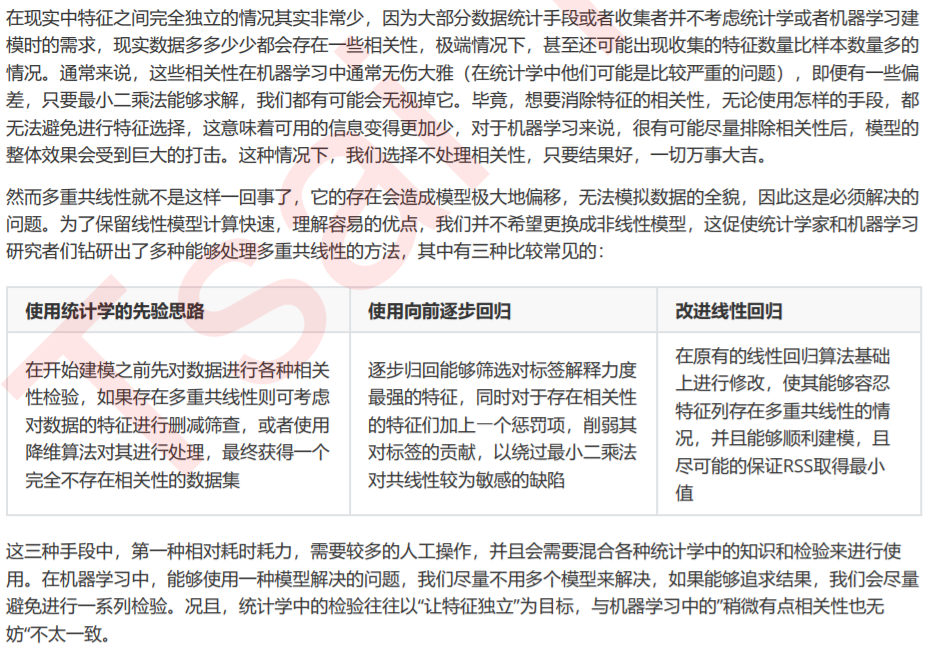 在现实中特征之间完全独立的情况其实非常少，因为大部分数据统计手段或者收集者并不考虑统计学或者机器学习建
模时的需求，现实数据多多少少都会存在一些相关性，极端情况下，甚至还可能出现收集的特征数量比样本数量多的
情况。通常来说，这些相关性在机器学习中通常无伤大雅（在统计学中他们可能是比较严重的问题），即便有一些偏
差，只要最小二乘法能够求解，我们都有可能会无视掉它。毕竟，想要消除特征的相关性，无论使用怎样的手段，都
无法避免进行特征选择，这意味着可用的信息变得更加少，对于机器学习来说，很有可能尽量排除相关性后，模型的
整体效果会受到巨大的打击。这种情况下，我们选择不处理相关性，只要结果好，一切万事大吉。
然而多重共线性就不是这样一回事了，它的存在会造成模型极大地偏移，无法模拟数据的全貌，因此这是必须解决的
问题。为了保留线性模型计算快速，理解容易的优点，我们并不希望更换成非线性模型，这促使统计学家和机器学习
研究者们钻研出了多种能够处理多重共线性的方法，其中有三种比较常见的：
使用统计学的先验思路
在开始建模之前先对数据进行各种相关
性检验，如果存在多重共线性则可考虑
对数据的特征进行删减筛查，或者使用
降维算法对其进行处理，最终获得一个
完全不存在相关性的数据集
使用向前逐步回归
逐步归回能够筛选对标签解释力度
最强的特征，同时对于存在相关性
的特征们加上⼀个惩罚项，削弱其
对标签的贡献，以绕过最小二乘法
对共线性较为敏感的缺陷
改进线性回归
在原有的线性回归算法基础
上进行修改，使其能够容忍
特征列存在多重共线性的情
况，并且能够顺利建模，且
尽可能的保证RSS取得最小
值
这三种手段中，第一种相对耗时耗力，需要较多的人工操作，并且会需要混合各种统计学中的知识和检验来进行使
用。在机器学习中，能够使用一种模型解决的问题，我们尽量不用多个模型来解决，如果能够追求结果，我们会尽量
避免进行一系列检验。况且，统计学中的检验往往以“让特征独立”为目标，与机器学习中的”稍微有点相关性也无
妨“不太一致。
Tsai